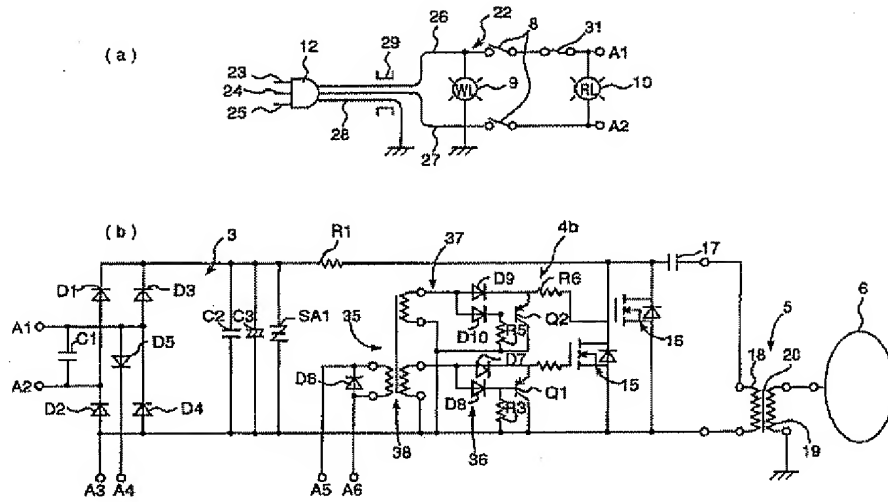 (a)
12
29
26
22
8
31
A1
23
24
25
WL
9
RL
10
28
27
A2
(b)
3
R1
37
4b
17
D1
D3
D9
R6
5
6
A1
C1
D5
C2
C3
SA1
35
D10
R5
Q2
16
A2
D6
D7
15
18
20
D2
D4
D8
R3
Q1
19
38
36
A3
A4
A5
A6